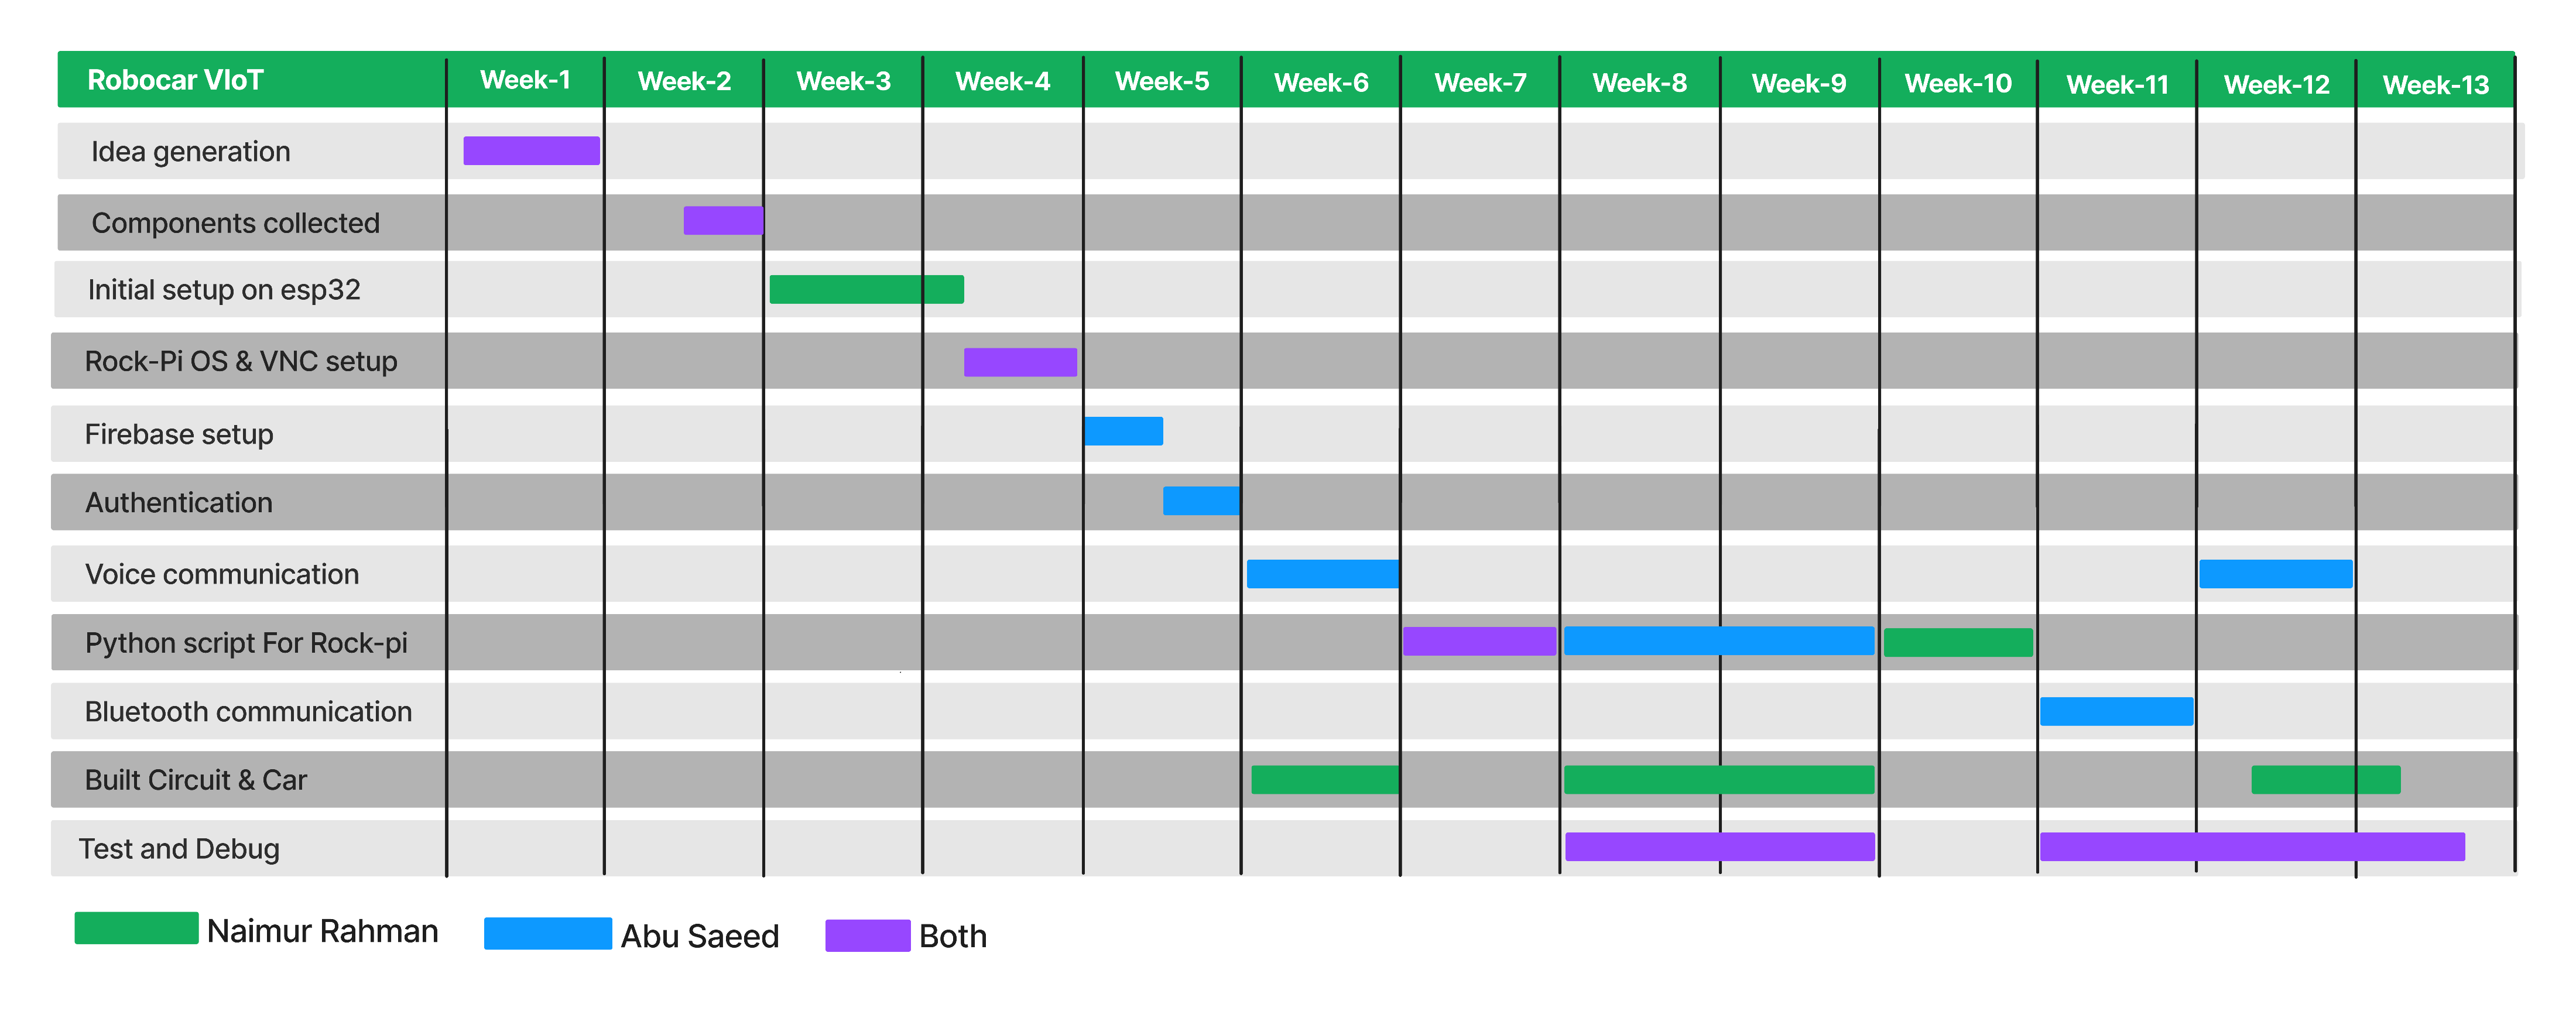 Robocar VIoT Week-1 Week-2 Week-3 Week-4 Week-5 Week-6 Week-7 Week-8 Week-9 Week-10 Week-11 Week-12 Week-13
Idea generation
Components collected
Initial setup on esp32
Rock-Pi OS & VNC setup
Firebase setup
Authentication
Voice communication
Python script For Rock-pi
Bluetooth communication
Built Circuit & Car
Test and Debug
Naimur Rahman Abu Saeed Both